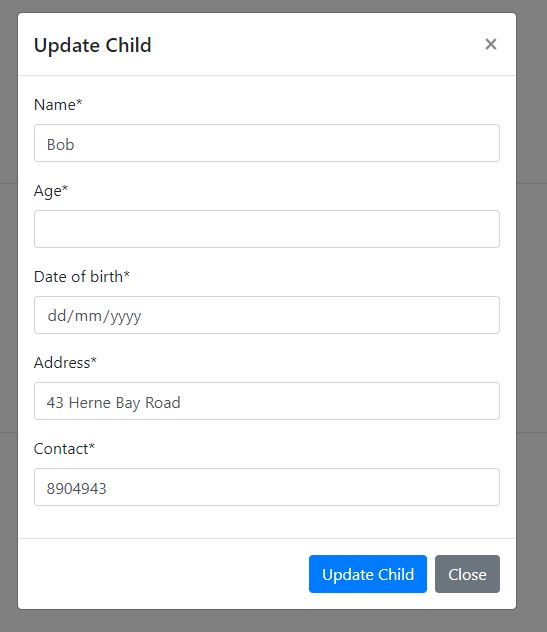 Update Child ×
Name*
Bob
Age*
Date of birth*
dd/mm/yyyy
Address*
43 Herne Bay Road
Contact*
8904943
Update Child Close